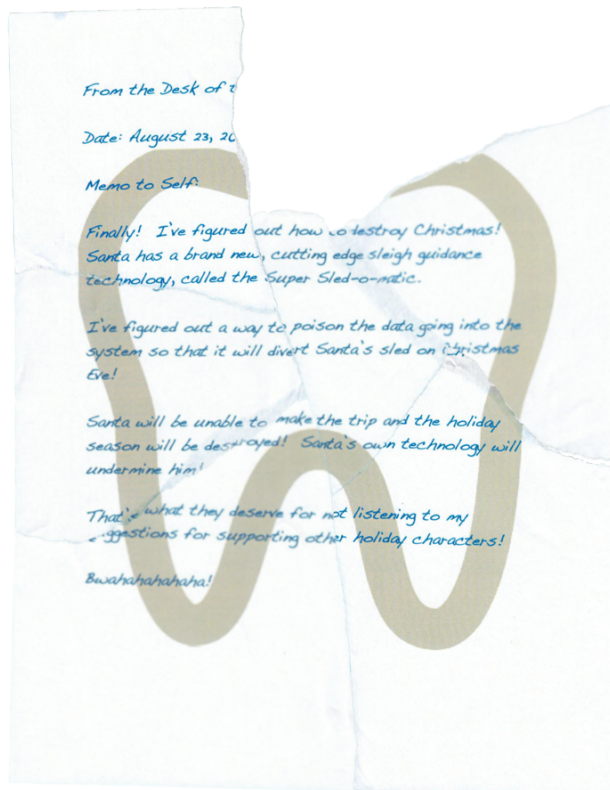 From the Desk of
Date: August 23, 20
Memo to Self:
Finally! I've figured out how to destroy Christmas!
Santa has a brand new, cutting edge sleigh guidance
technology, called the Super Sled-o-matic.
I've figured out a way to poison the data going into the
system so that it will divert Santa's sled on Christmas
Eve!
Santa will be unable to make the trip and the holiday
season will be destroyed! Santa's own technology will
undermine him!
That's what they deserve for not listening to my
ggestions for supporting other holiday characters!
Bwahahahahaha!